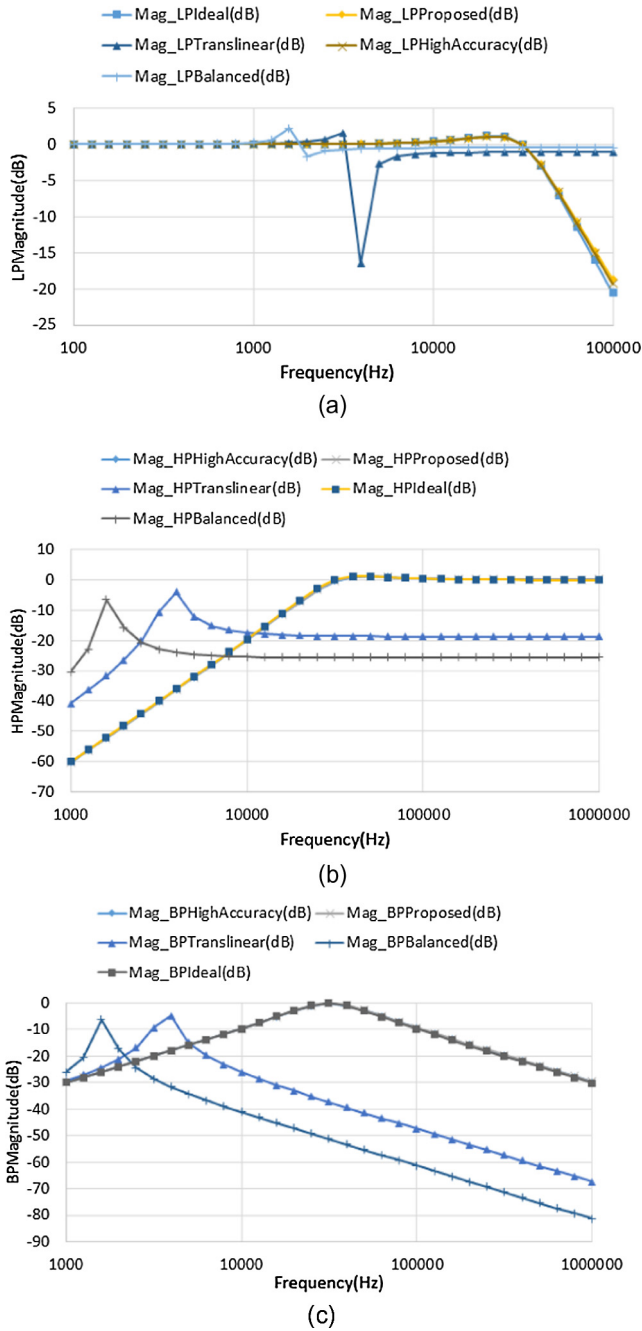 Mag_LPIdeal(dB) Mag_LPProposed(dB)
Mag_LPTranslinear(dB) Mag_LPHighAccuracy(dB)
Mag_LPBalanced(dB)
5
0
-5
-10
-15
-20
-25
LPMagnitude(dB)
100 1000 10000 100000
Frequency(Hz)
(a)
Mag_HPHighAccuracy(dB) Mag_HPProposed(dB)
Mag_HPTranslinear(dB) Mag_HPIdeal(dB)
Mag_HPBalanced(dB)
10
0
-10
-20
-30
-40
-50
-60
-70
HPMagnitude(dB)
1000 10000 100000 1000000
Frequency(Hz)
(b)
Mag_BPHighAccuracy(dB) Mag_BPProposed(dB)
Mag_BPTranslinear(dB) Mag_BPBalanced(dB)
Mag_BPIdeal(dB)
0
-10
-20
-30
-40
-50
-60
-70
-80
-90
BPMagnitude(dB)
1000 10000 100000 1000000
Frequency(Hz)
(c)